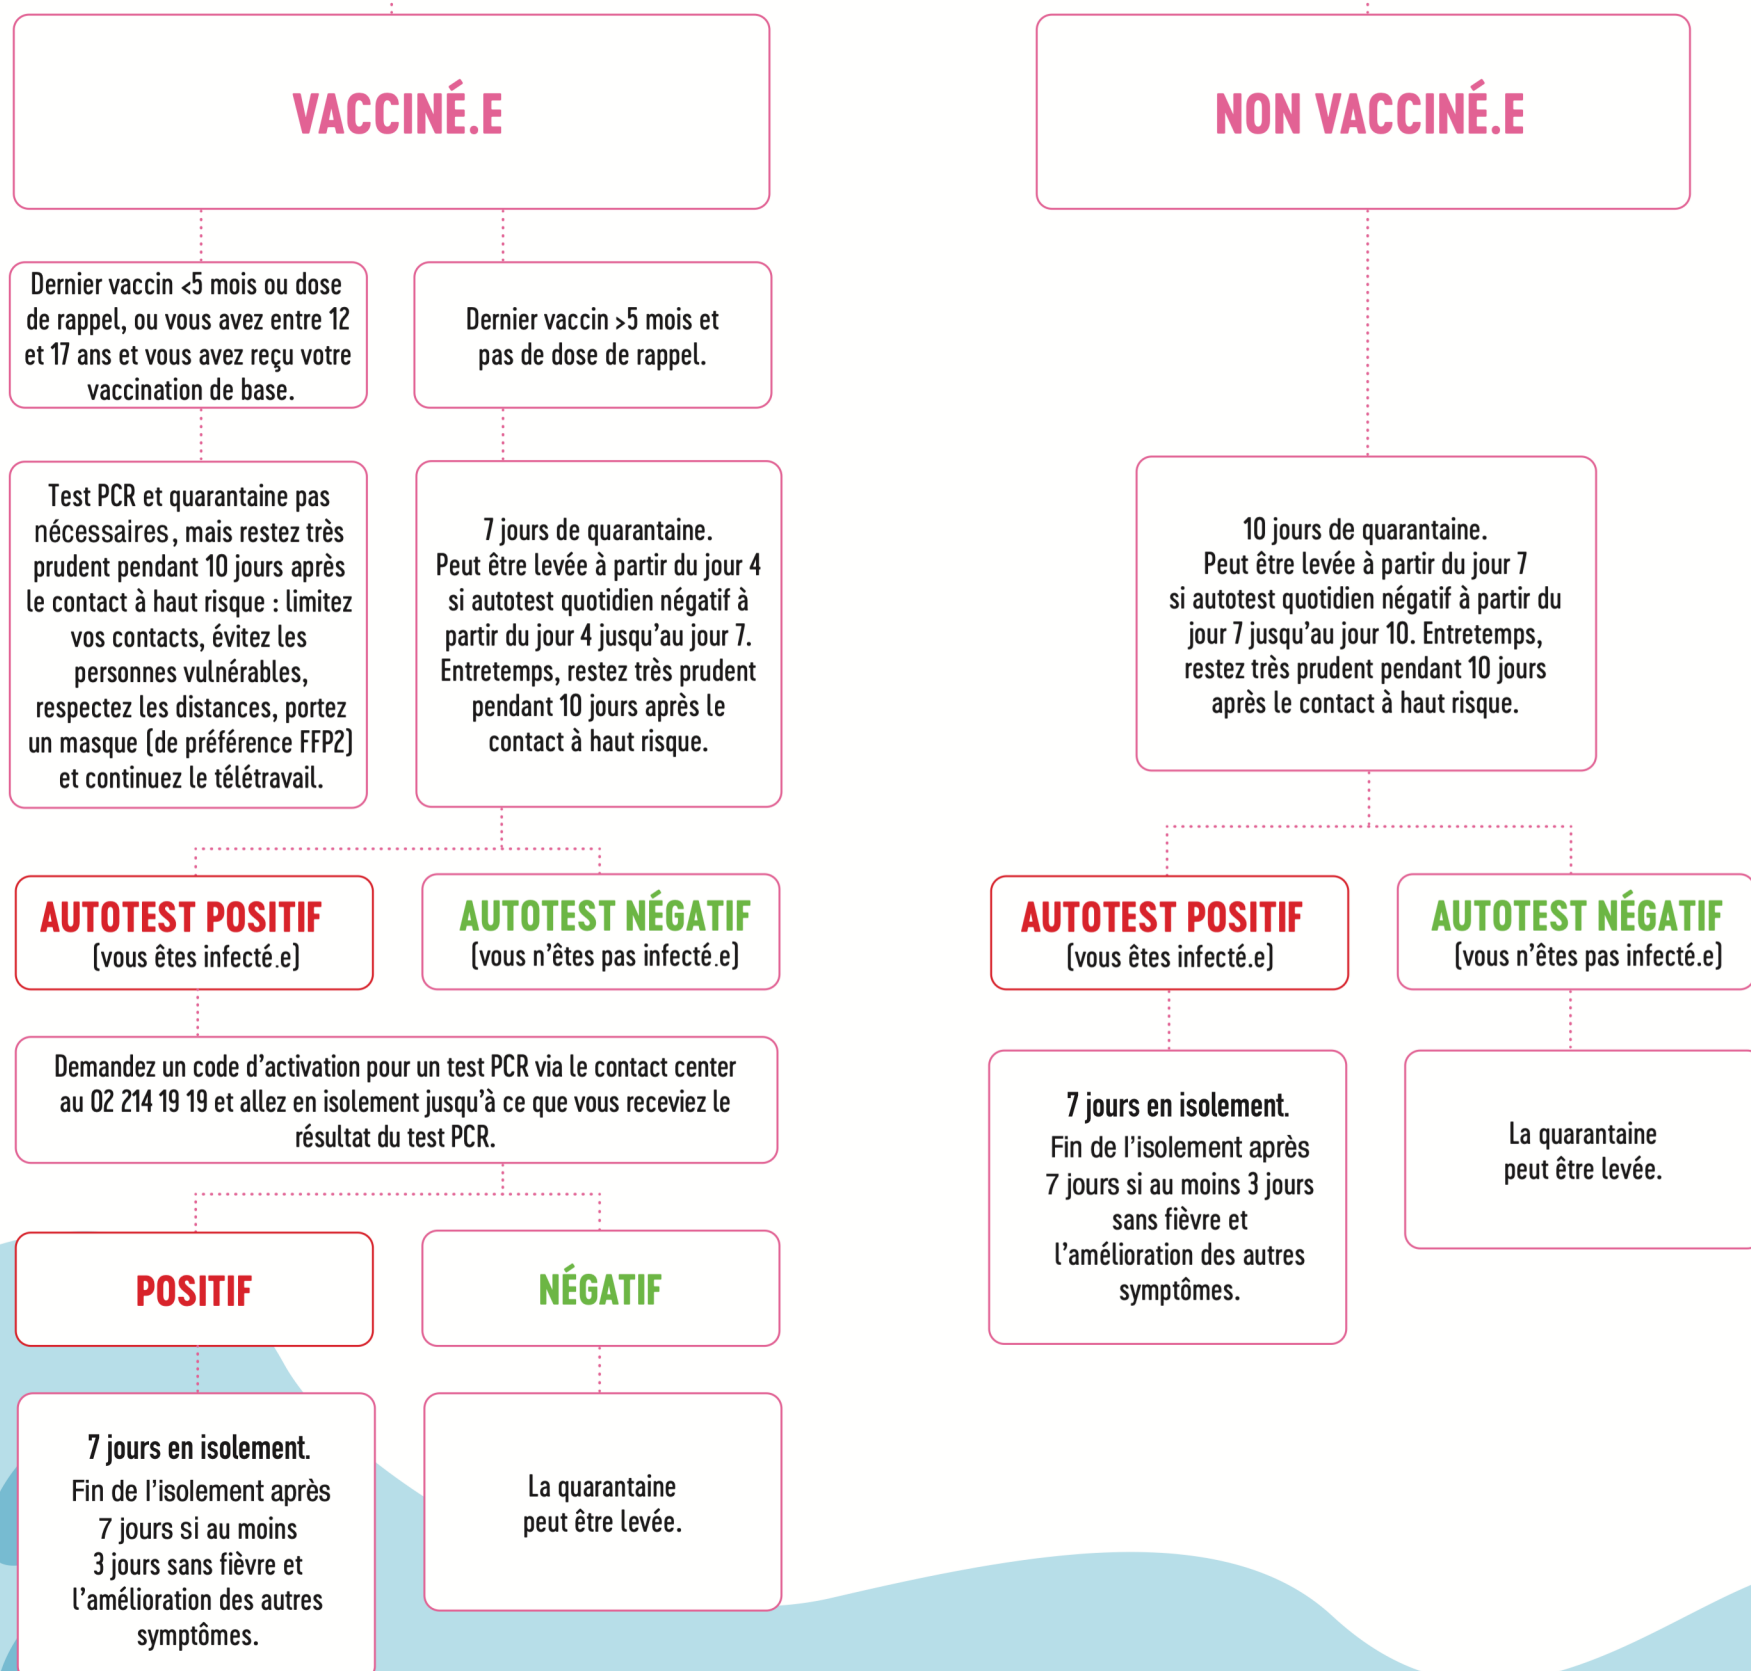 VACCINÉ.E
Dernier vaccin <5 mois ou dose
de rappel, ou vous avez entre 12
et 17 ans et vous avez reçu votre
vaccination de base.
Dernier vaccin >5 mois et
pas de dose de rappel.
Test PCR et quarantaine pas
nécessaires, mais restez très
prudent pendant 10 jours après
le contact à haut risque : limitez
vos contacts, évitez les
personnes vulnérables,
respectez les distances, portez
un masque (de préférence FFP2)
et continuez le télétravail.
7 jours de quarantaine.
Peut être levée à partir du jour 4
si autotest quotidien négatif à
partir du jour 4 jusqu'au jour 7.
Entretemps, restez très prudent
pendant 10 jours après le
contact à haut risque.
AUTOTEST POSITIF
(vous êtes infecté.e)
AUTOTEST NÉGATIF
(vous n'êtes pas infecté.e)
Demandez un code d'activation pour un test PCR via le contact center
au 02 214 19 19 et allez en isolement jusqu'à ce que vous receviez le
résultat du test PCR.
POSITIF
NÉGATIF
7 jours en isolement.
Fin de l'isolement après
7 jours si au moins
3 jours sans fièvre et
l'amélioration des autres
symptômes.
La quarantaine
peut être levée.
NON VACCINÉ.E
10 jours de quarantaine.
Peut être levée à partir du jour 7
si autotest quotidien négatif à partir du
jour 7 jusqu'au jour 10. Entretemps,
restez très prudent pendant 10 jours
après le contact à haut risque.
AUTOTEST POSITIF
(vous êtes infecté.e)
AUTOTEST NÉGATIF
(vous n'êtes pas infecté.e)
7 jours en isolement.
Fin de l'isolement après
7 jours si au moins 3 jours
sans fièvre et
l'amélioration des autres
symptômes.
La quarantaine
peut être levée.